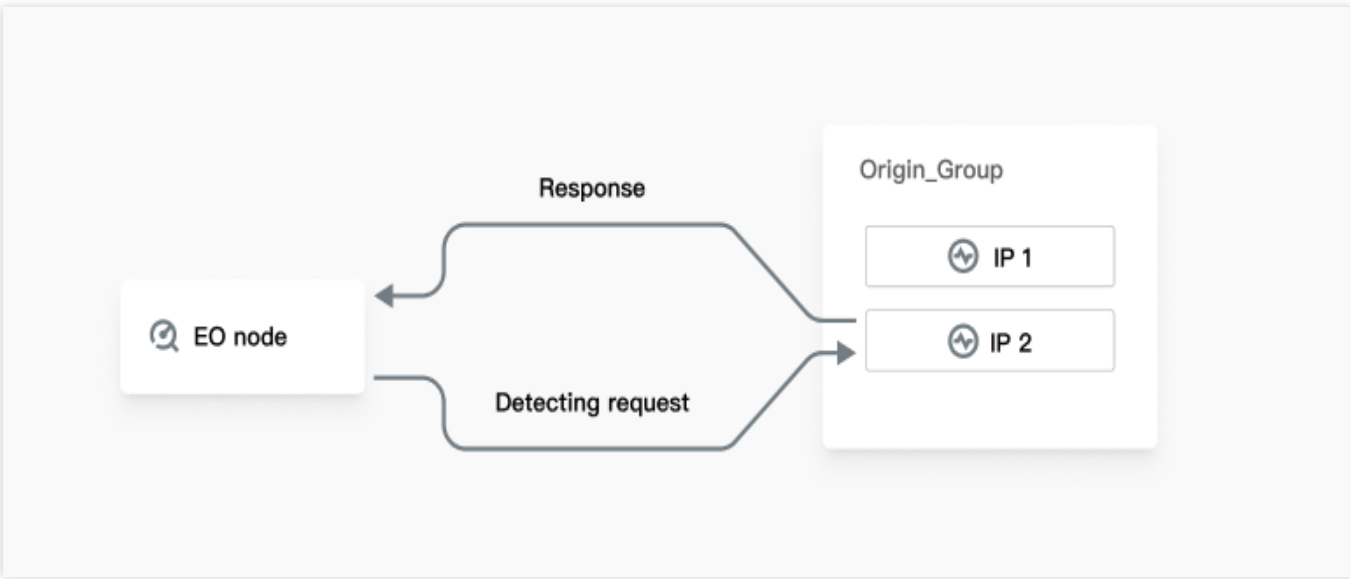 Origin_Group
Response
IP 1
EO node
IP 2
Detecting request